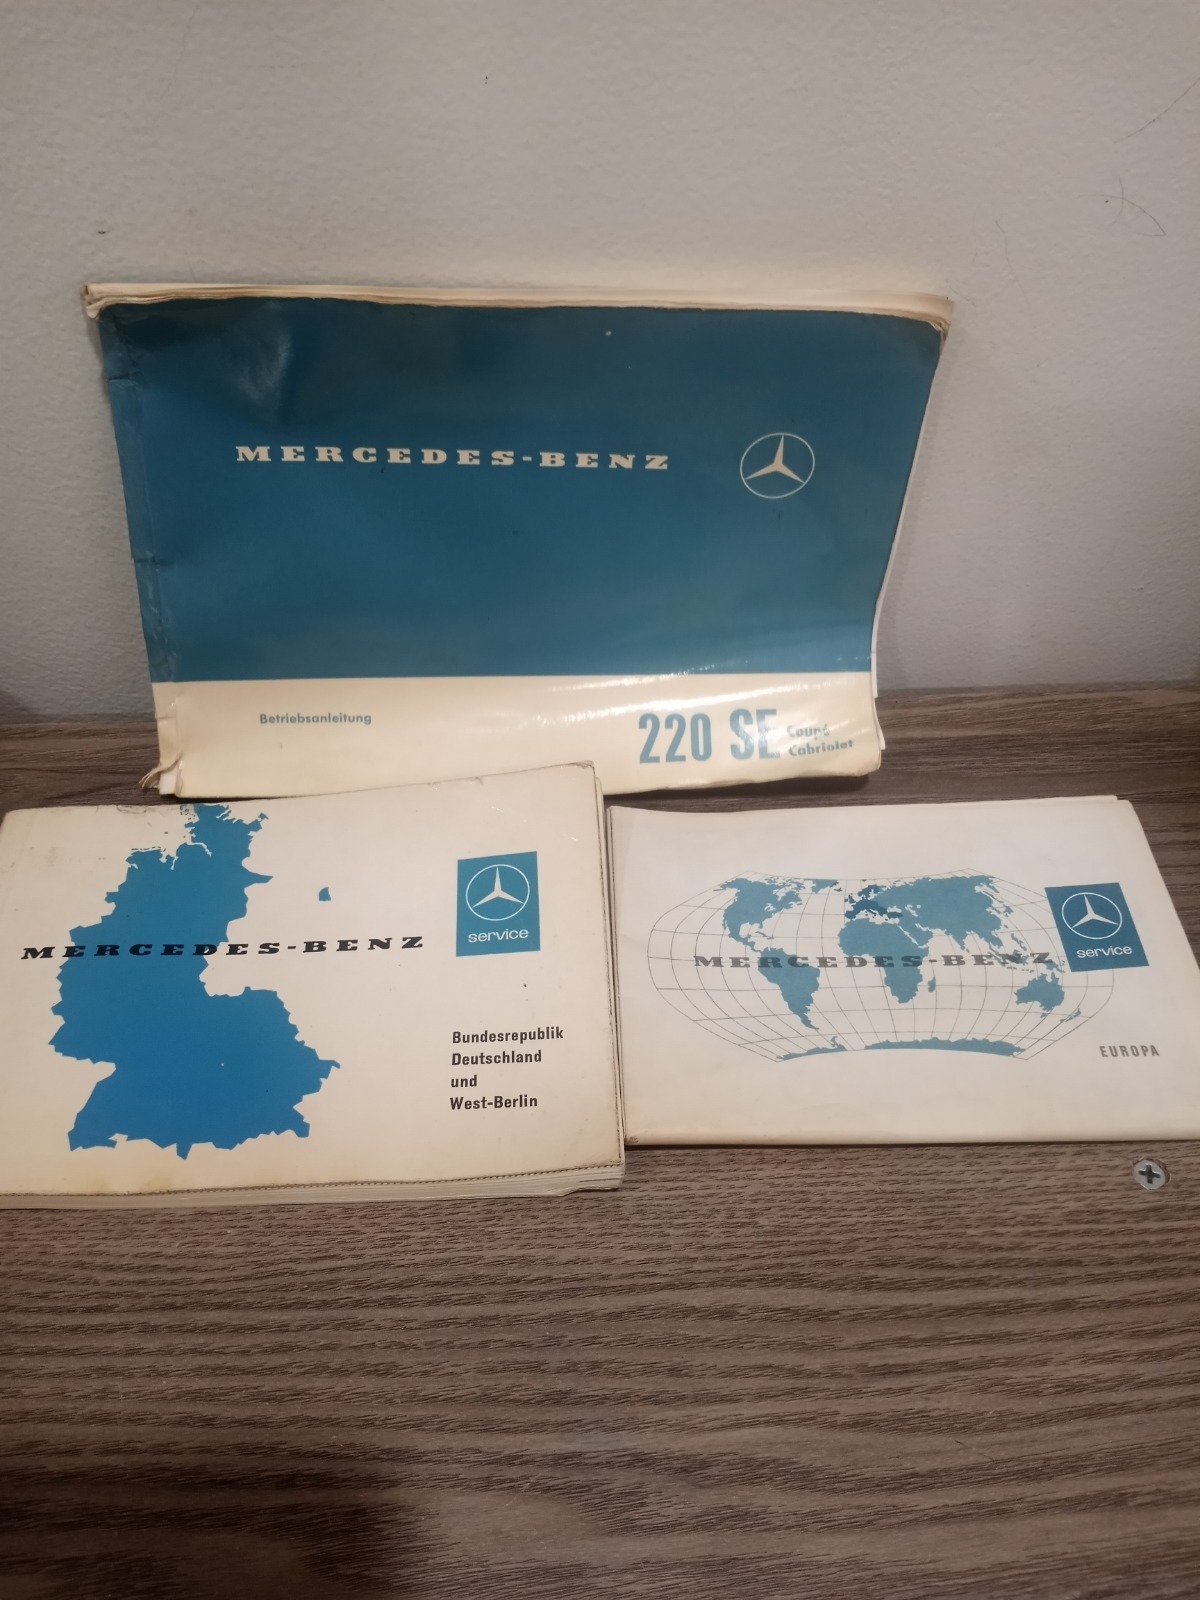 MERCEDES-BENZ
Betriebsanleitung
220 SE Coupé
Cabriolet
MERCEDES-BENZ
service
Bundesrepublik
Deutschland
und
West-Berlin
MERCEDES-BENZ
service
EUROPA